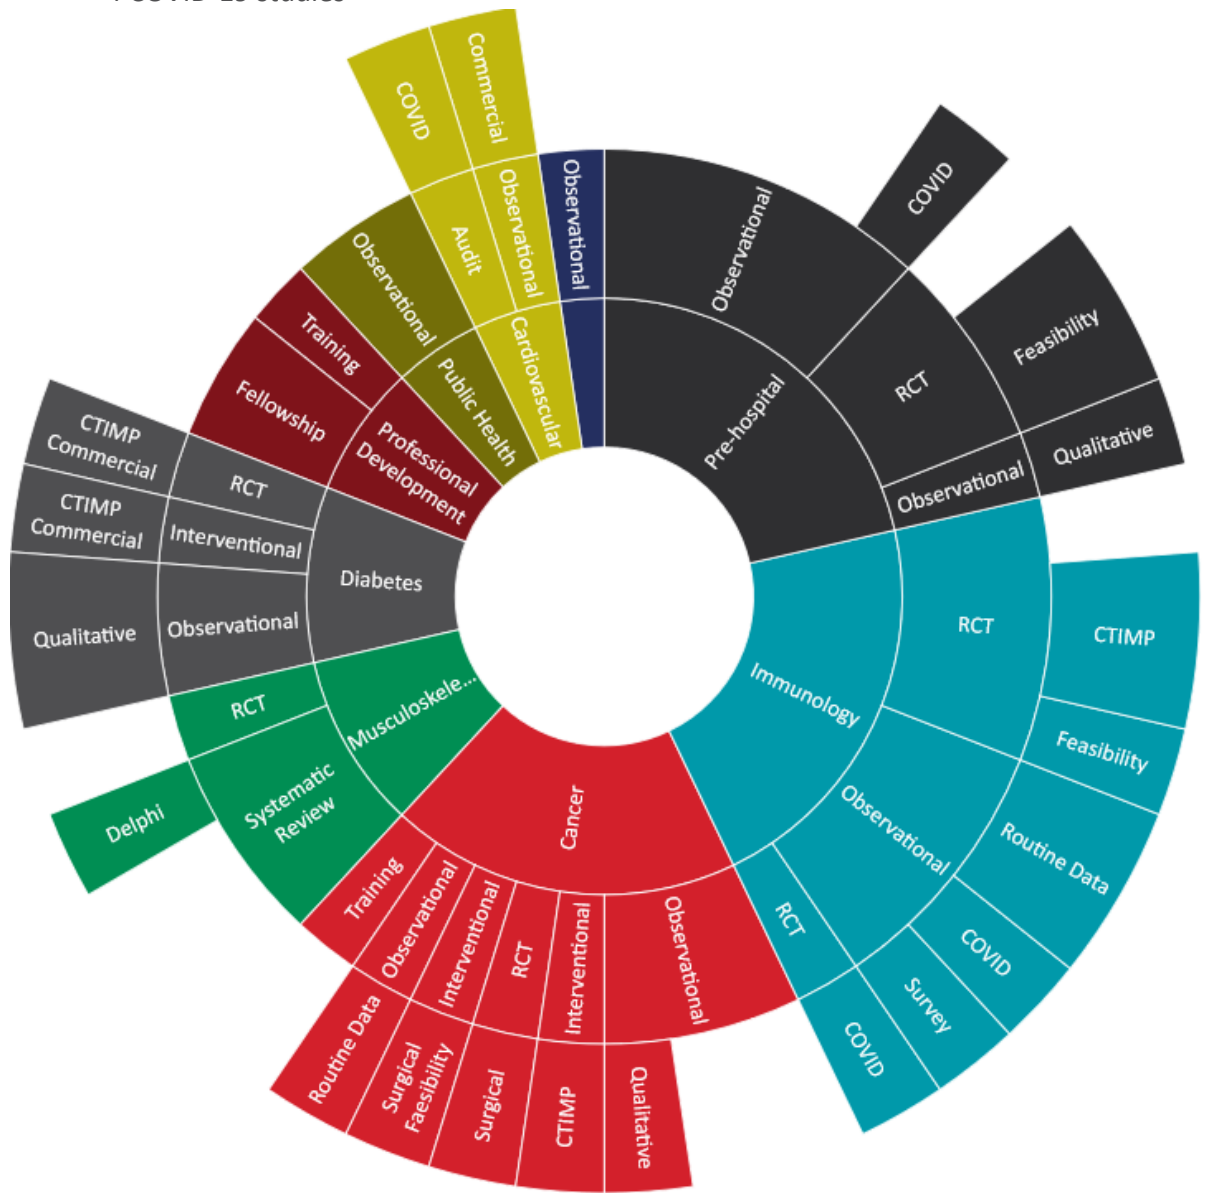 COVID-19 studies
Pre-hospital
Observational
COVID
RCT
Feasibility
Observational
Qualitative
Immunology
RCT
CTIMP
Feasibility
Observational
Routine Data
COVID
Survey
RCT
COVID
Cancer
Observational
Qualitative
Interventional
CTIMP
RCT
Surgical
Interventional
Surgical
Faesibility
Observational
Routine Data
Training
Musculoskele...
Systematic
Review
Delphi
RCT
Diabetes
Observational
Qualitative
Interventional
CTIMP
Commercial
RCT
CTIMP
Commercial
Professional
Development
Fellowship
Training
Public Health
Observational
Cardiovascular
Audit
COVID
Observational
Commercial
Observational